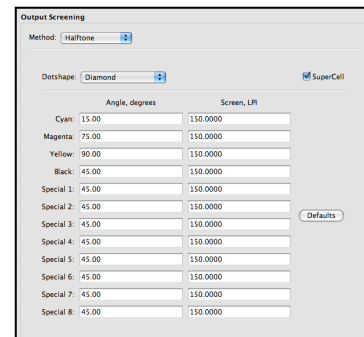 Output Screening
Method: Halftone
Dotshape: Diamond SuperCell
Angle, degrees Screen, LPI
Cyan: 15.00 150.0000
Magenta: 75.00 150.0000
Yellow: 90.00 150.0000
Black: 45.00 150.0000
Special 1: 45.00 150.0000
Special 2: 45.00 150.0000
Special 3: 45.00 150.0000 Defaults
Special 4: 45.00 150.0000
Special 5: 45.00 150.0000
Special 6: 45.00 150.0000
Special 7: 45.00 150.0000
Special 8: 45.00 150.0000